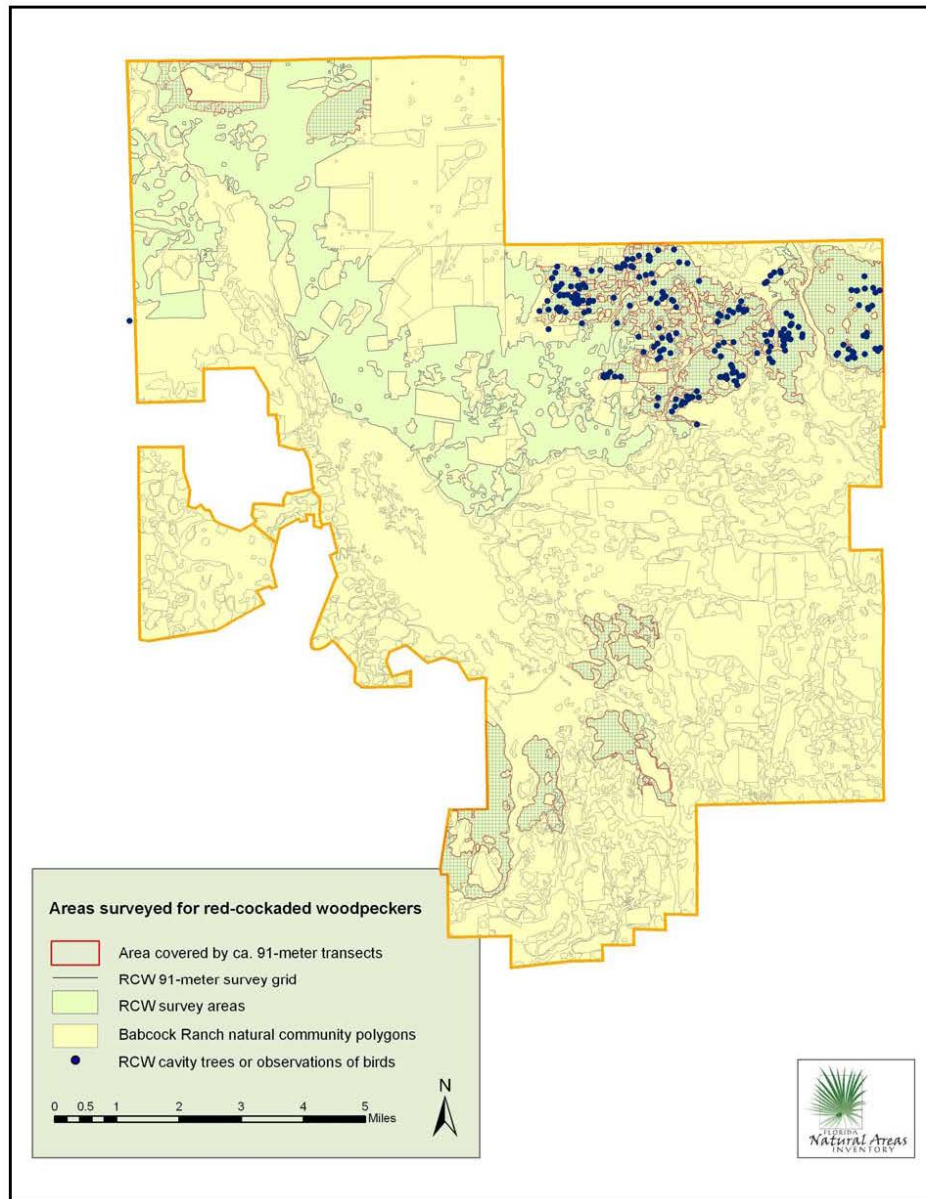 Areas surveyed for red-cockaded woodpeckers
Area covered by ca. 91-meter transects
RCW 91-meter survey grid
RCW survey areas
Babcock Ranch natural community polygons
RCW cavity trees or observations of birds
N
0 0.5 1 2 3 4 5
Miles
FLORIDA
Natural Areas
INVENTORY